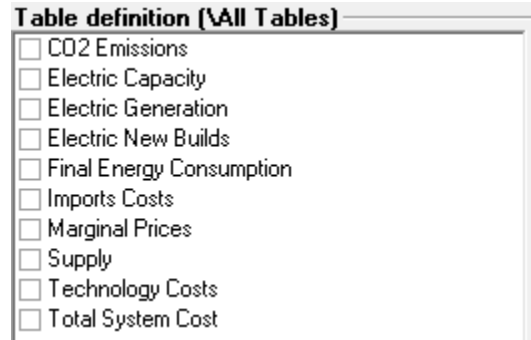 Table definition (\All Tables)
CO2 Emissions
Electric Capacity
Electric Generation
Electric New Builds
Final Energy Consumption
Imports Costs
Marginal Prices
Supply
Technology Costs
Total System Cost